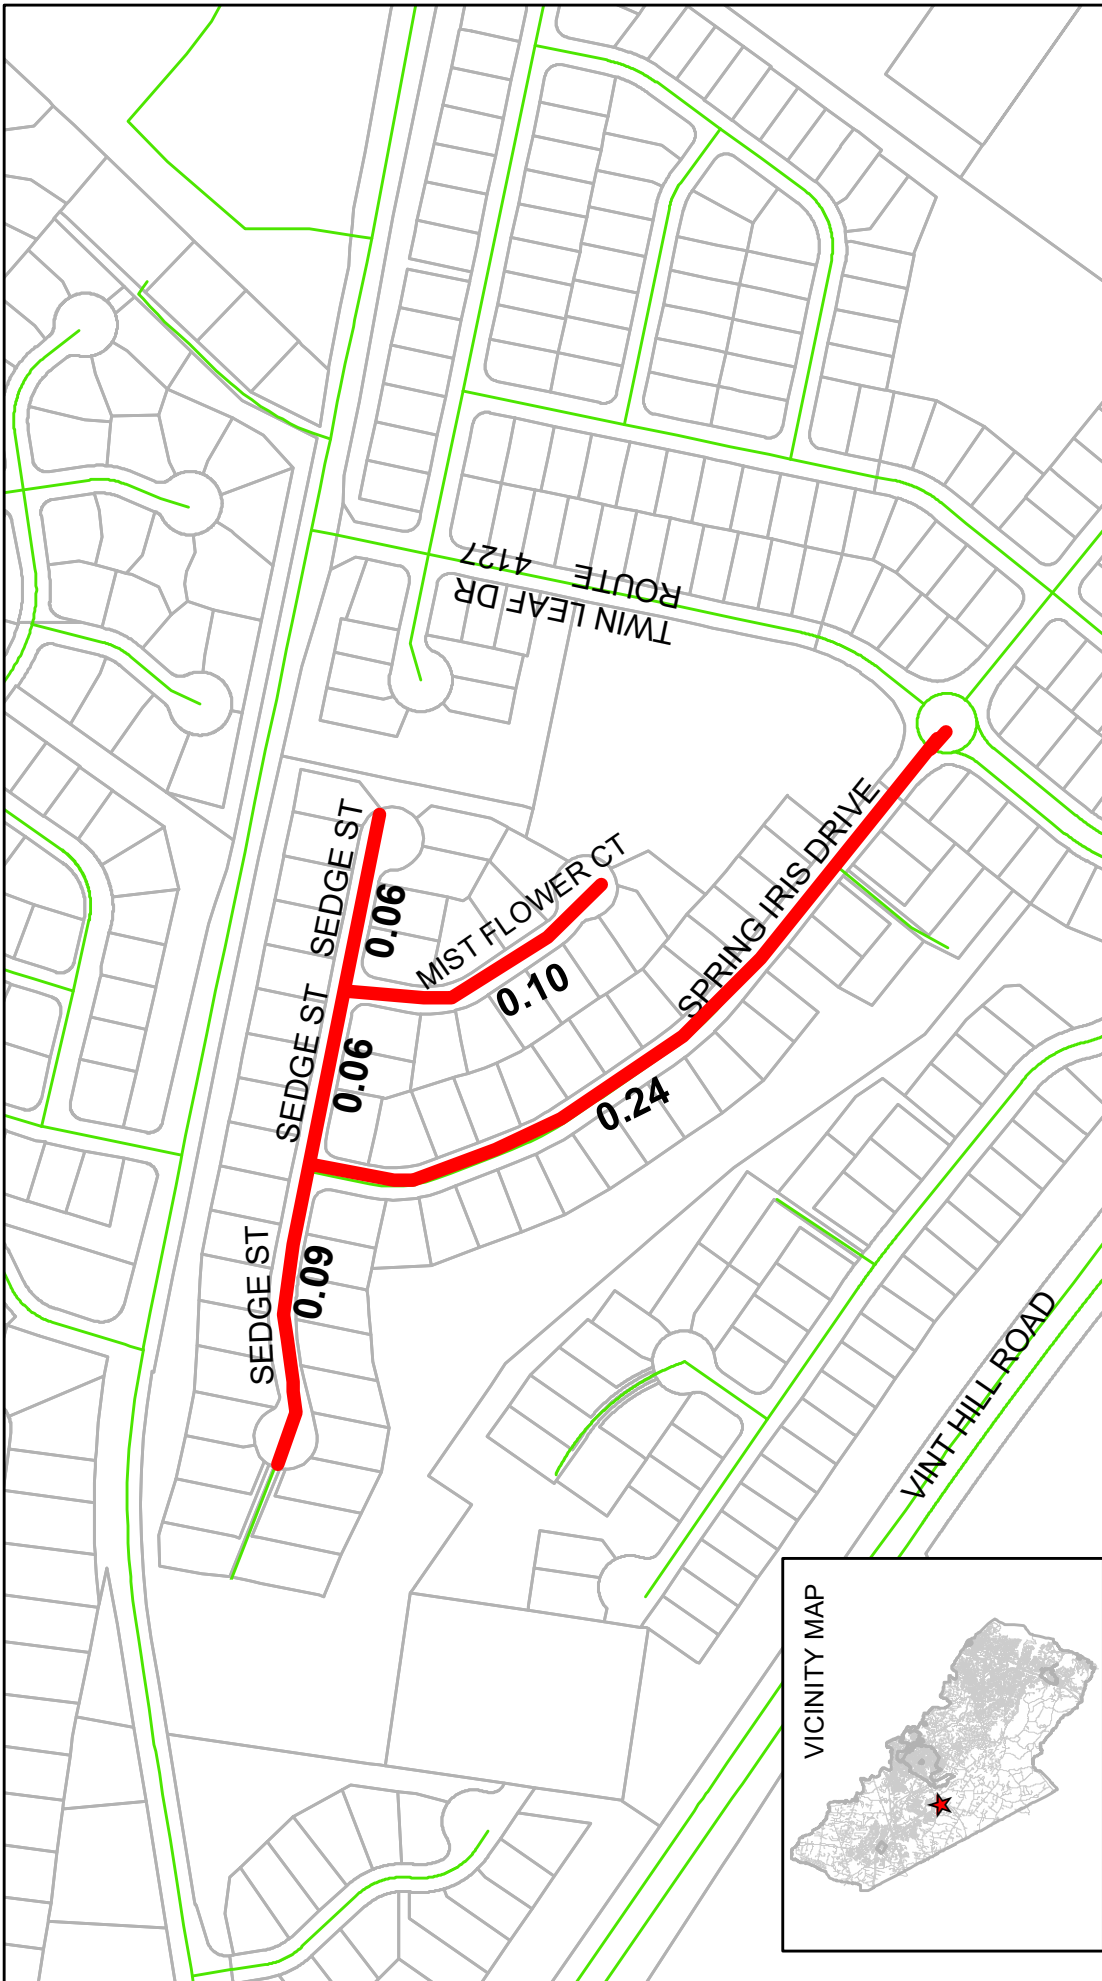 SEDGE ST
0.09
SEDGE ST
0.06
SEDGE ST
0.06
MIST FLOWER CT
0.10
SPRING IRIS DRIVE
0.24
TWIN LEAF DR
ROUTE 4127
VINT HILL ROAD
VICINITY MAP